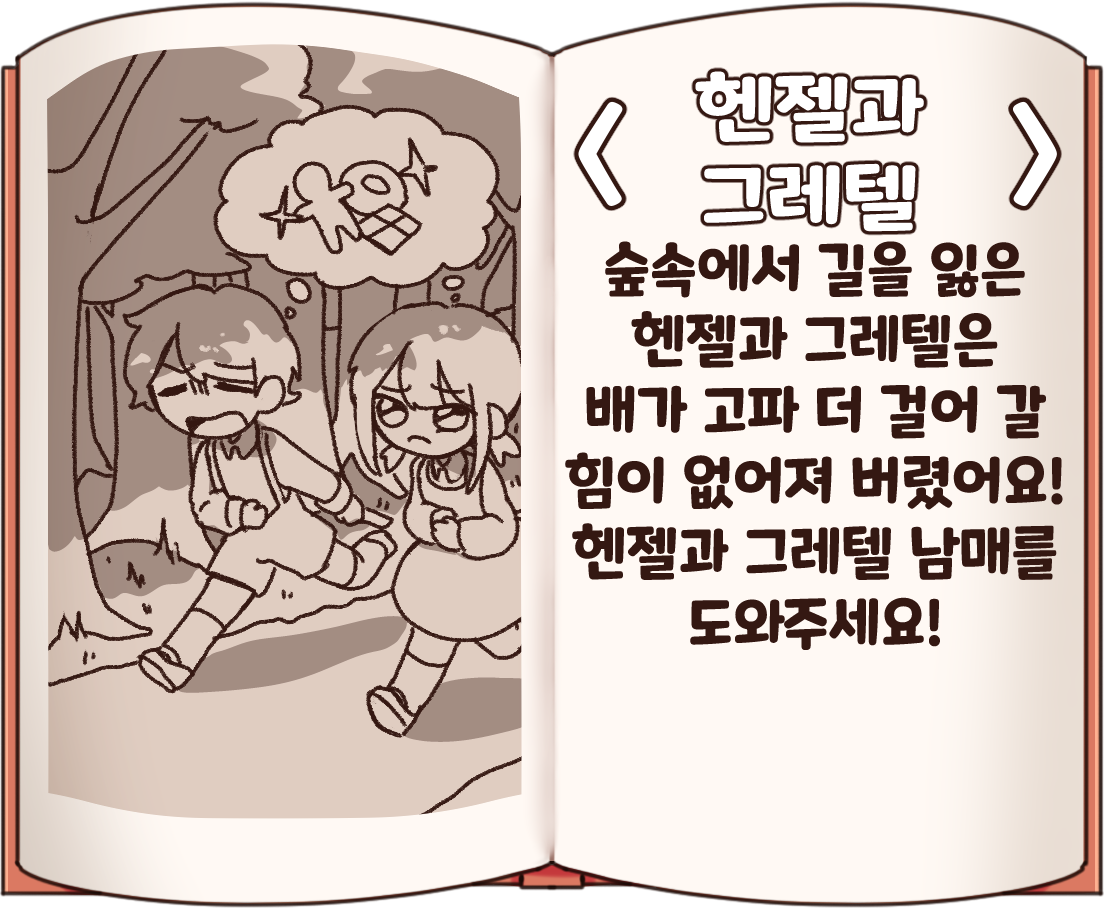 헨젤과
그레텔
숲속에서 길을 잃은
헨젤과 그레텔은
배가 고파 더 걸어 갈
힘이 없어져 버렸어요!
헨젤과 그레텔 남매를
도와주세요!